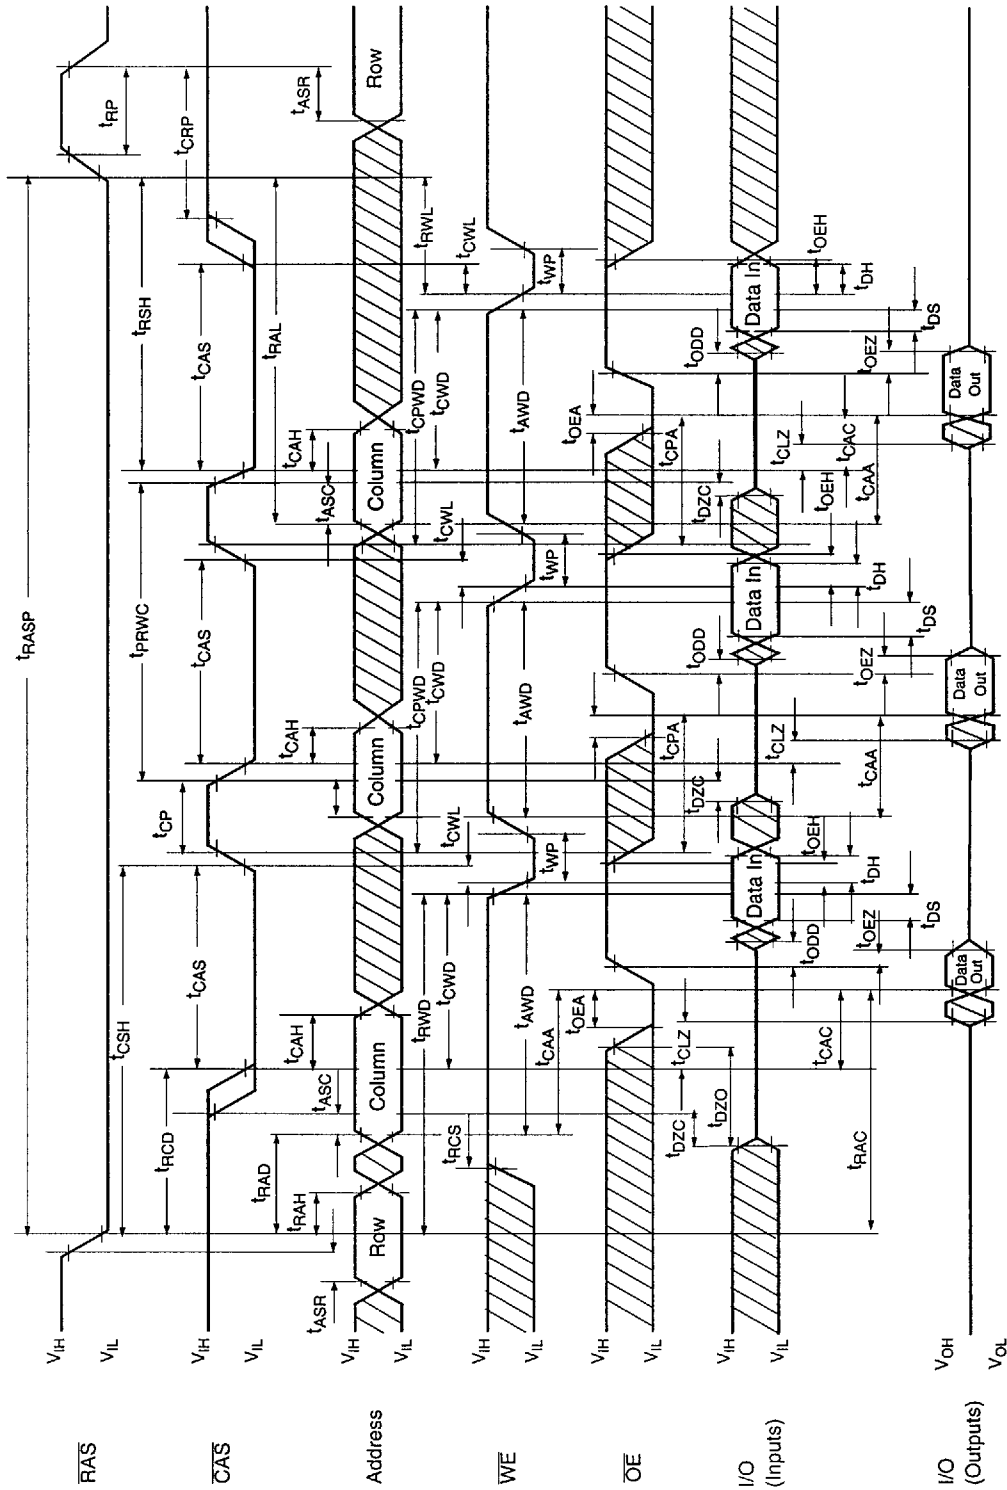 RAS
VIH
VIL
tRASP
tRP
tCSH
tPRWC
tRSH
tCRP
CAS
VIH
VIL
tRCD
tCAS
tCP
tCAS
tCAS
tRAD
tRAL
tRAH
tASC
tCAH
tCAH
tASC
tCAH
tASR
tASR
Address
VIH
VIL
Row
Column
Column
Column
Row
tRWD
tCPWD
tCPWD
tRWL
tRCS
tCWD
tCWL
tCWD
tCWL
tCWD
tCWL
WE
VIH
VIL
tAWD
tWP
tAWD
tWP
tAWD
tWP
tCAA
tOEA
tOEA
OE
VIH
VIL
tCPA
tCPA
tDZC
tCLZ
tODD
tDZC
tODD
tDZC
tODD
tDZO
I/O
(Inputs)
VIH
VIL
Data In
Data In
Data In
tCAC
tOEH
tCLZ
tOEH
tCLZ
tOEH
tCAC
tRAC
tOEZ
tDH
tCAA
tOEZ
tDH
tCAA
tOEZ
tDH
tDS
tDS
tDS
I/O
(Outputs)
VOH
VOL
Data
Out
Data
Out
Data
Out